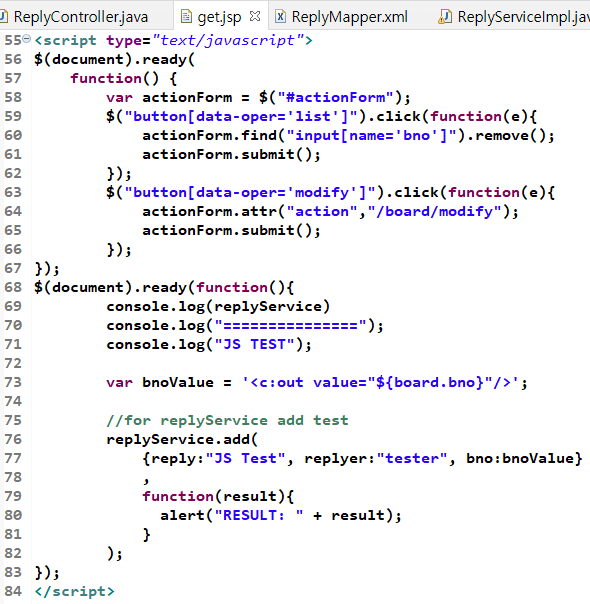 ReplyController.java get.jsp ReplyMapper.xml ReplyServiceImpl.jav
55 <script type="text/javascript">
56 $(document).ready(
57     function() {
58         var actionForm = $("#actionForm");
59         $("button[data-oper='list']").click(function(e){
60             actionForm.find("input[name='bno']").remove();
61             actionForm.submit();
62         });
63         $("button[data-oper='modify']").click(function(e){
64             actionForm.attr("action","/board/modify");
65             actionForm.submit();
66         });
67 });
68 $(document).ready(function(){
69         console.log(replyService)
70         console.log("===============");
71         console.log("JS TEST");
72
73         var bnoValue = '<c:out value="${board.bno}"/>';
74
75         //for replyService add test
76         replyService.add(
77             {reply:"JS Test", replyer:"tester", bno:bnoValue}
78             ,
79             function(result){
80               alert("RESULT: " + result);
81             }
82         );
83 });
84 </script>